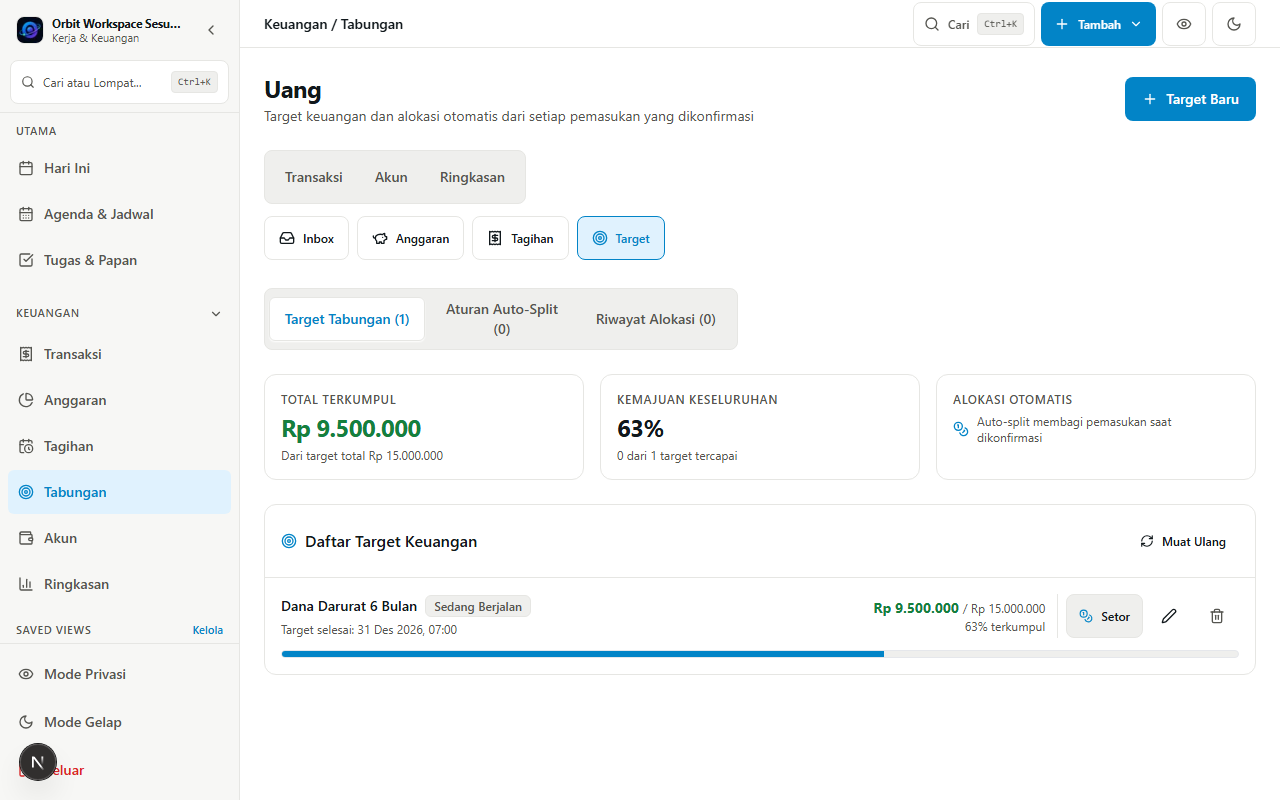 Orbit Workspace Sesu...
Kerja & Keuangan
Cari atau Lompat...
Ctrl+K
UTAMA
Hari Ini
Agenda & Jadwal
Tugas & Papan
KEUANGAN
Transaksi
Anggaran
Tagihan
Tabungan
Akun
Ringkasan
SAVED VIEWS
Kelola
Mode Privasi
Mode Gelap
N
eluar
Keuangan / Tabungan
Cari
Ctrl+K
Tambah
Uang
Target keuangan dan alokasi otomatis dari setiap pemasukan yang dikonfirmasi
Target Baru
Transaksi
Akun
Ringkasan
Inbox
Anggaran
Tagihan
Target
Target Tabungan (1)
Aturan Auto-Split
(0)
Riwayat Alokasi (0)
TOTAL TERKUMPUL
Rp 9.500.000
Dari target total Rp 15.000.000
KEMAJUAN KESELURUHAN
63%
0 dari 1 target tercapai
ALOKASI OTOMATIS
Auto-split membagi pemasukan saat
dikonfirmasi
Daftar Target Keuangan
Muat Ulang
Dana Darurat 6 Bulan
Sedang Berjalan
Target selesai: 31 Des 2026, 07:00
Rp 9.500.000 / Rp 15.000.000
63% terkumpul
Setor